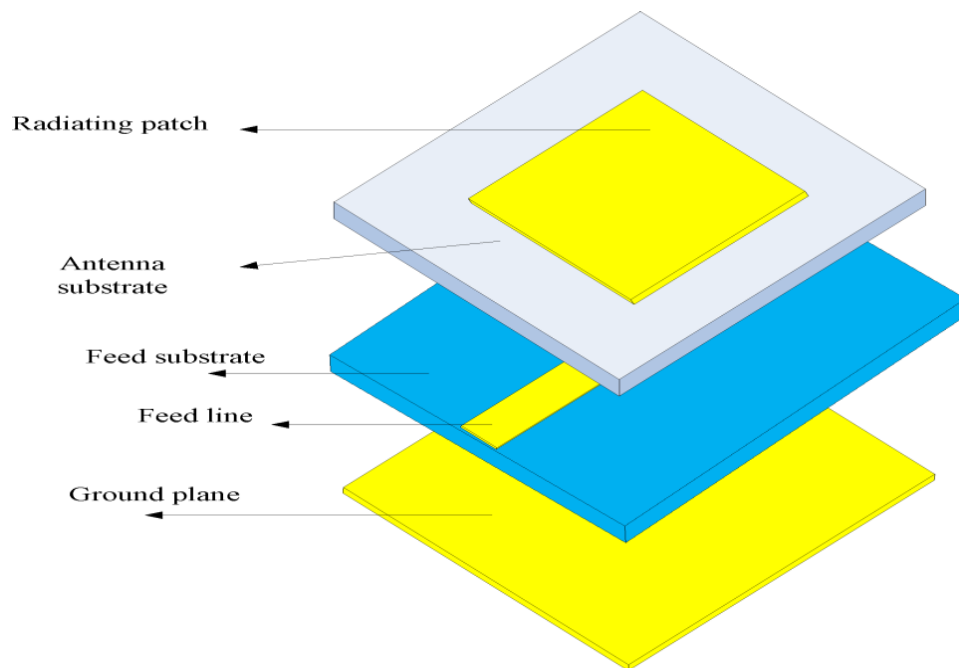 Radiating patch
Antenna
substrate
Feed substrate
Feed line
Ground plane